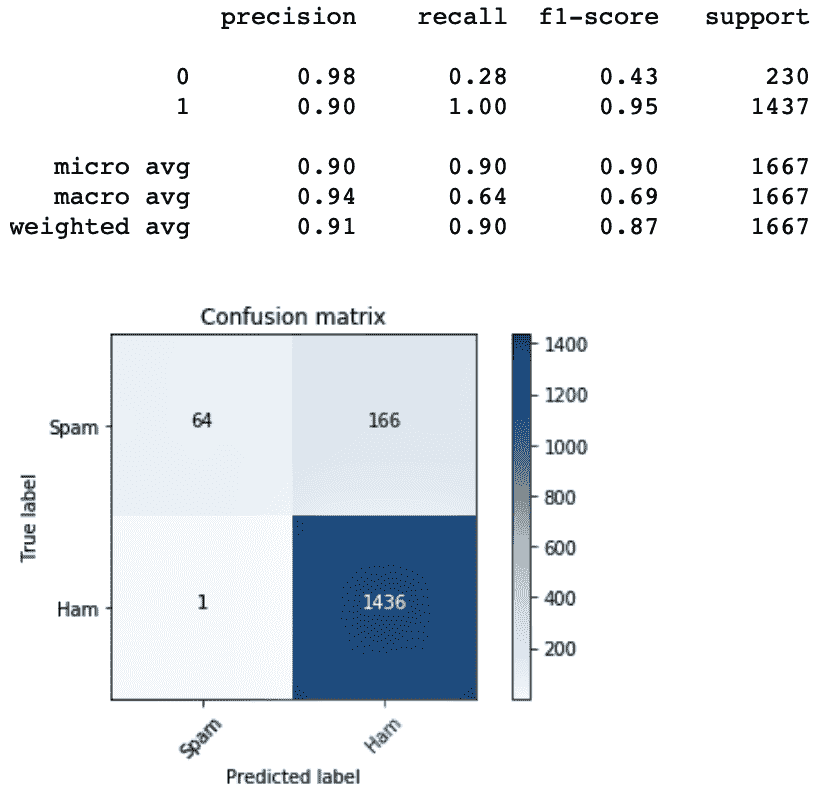 precision recall f1-score support
0 0.98 0.28 0.43 230
1 0.90 1.00 0.95 1437
micro avg 0.90 0.90 0.90 1667
macro avg 0.94 0.64 0.69 1667
weighted avg 0.91 0.90 0.87 1667
Confusion matrix
True label
Spam
Ham
64 166
1 1436
Spam Ham
Predicted label
1400
1200
1000
800
600
400
200